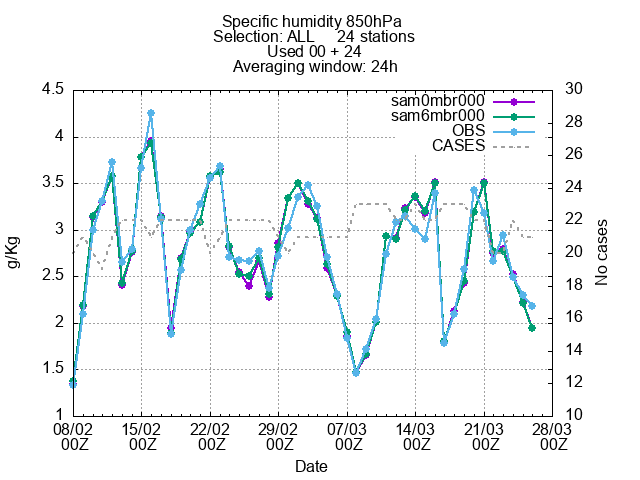 Specific humidity 850hPa
Selection: ALL 24 stations
Used 00 + 24
Averaging window: 24h
sam0mbr000
sam6mbr000
OBS
CASES
g/Kg
4.5
4
3.5
3
2.5
2
1.5
1
30
28
26
24
22
20
18
16
14
12
10
No cases
08/02 15/02 22/02 29/02 07/03 14/03 21/03 28/03
00Z 00Z 00Z 00Z 00Z 00Z 00Z 00Z
Date